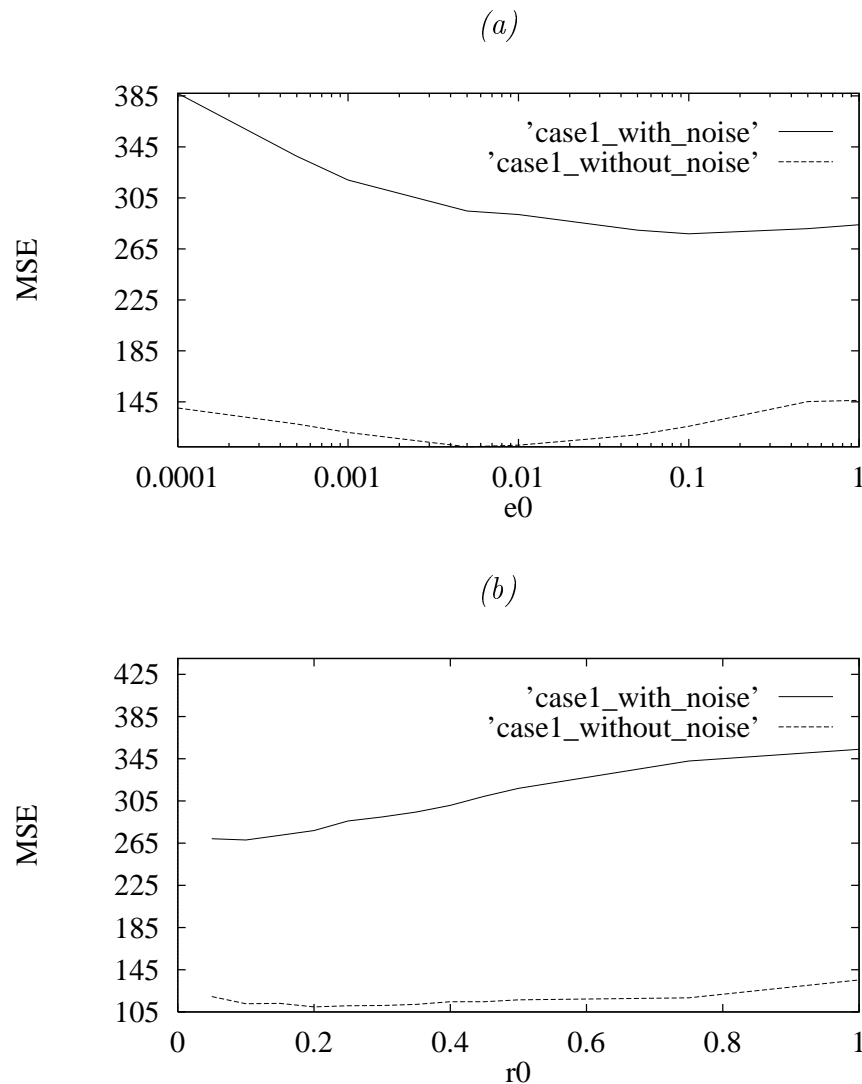 (a)
385
345
305
265
225
185
145
MSE
'case1_with_noise'
'case1_without_noise'
0.0001 0.001 0.01 0.1 1
e0
(b)
425
385
345
305
265
225
185
145
105
MSE
'case1_with_noise'
'case1_without_noise'
0 0.2 0.4 0.6 0.8 1
r0